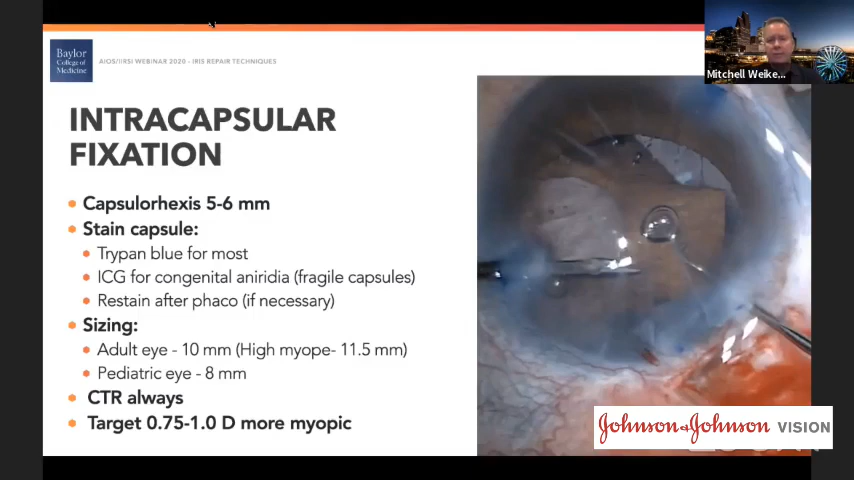 Baylor
College of
Medicine
AIOS/IIRSI WEBINAR 2020 - IRIS REPAIR TECHNIQUES
Mitchell Weike...
INTRACAPSULAR
FIXATION
Capsulorhexis 5-6 mm
Stain capsule:
Trypan blue for most
ICG for congenital aniridia (fragile capsules)
Restain after phaco (if necessary)
Sizing:
Adult eye - 10 mm (High myope- 11.5 mm)
Pediatric eye - 8 mm
CTR always
Target 0.75-1.0 D more myopic
Johnson & Johnson VISION